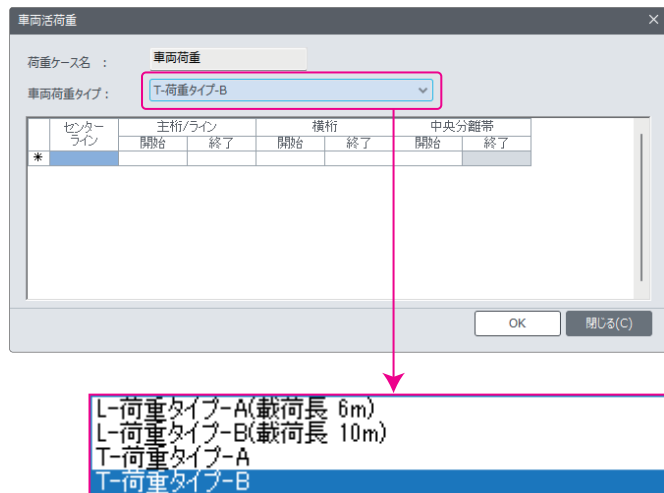 車両活荷重
荷重ケース名 : 車両荷重
車両荷重タイプ : T-荷重タイプ-B
センターライン 主桁/ライン 横桁 中央分離帯
開始 終了 開始 終了 開始 終了
*
OK 閉じる(C)
L-荷重タイプ-A(載荷長 6m)
L-荷重タイプ-B(載荷長 10m)
T-荷重タイプ-A
T-荷重タイプ-B